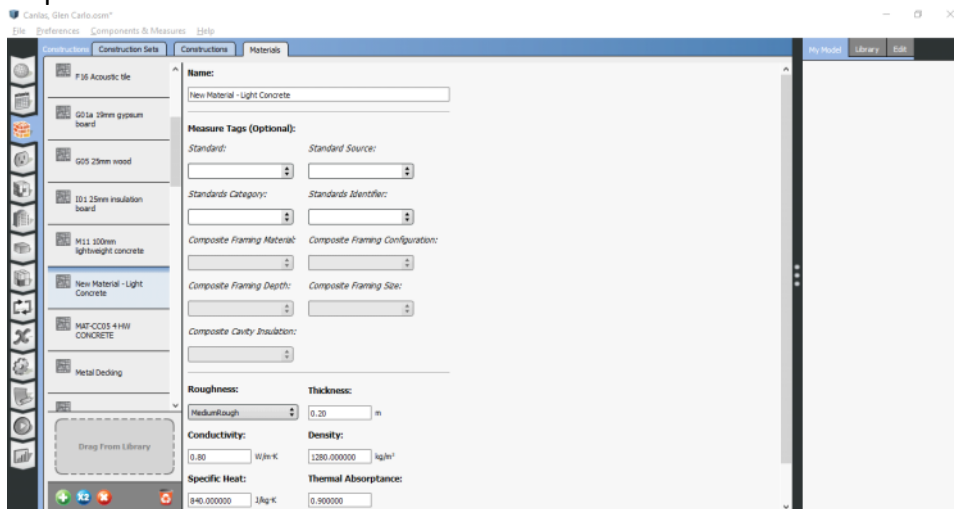 Canlas, Glen Carlo.osm*
File Preferences Components & Measures Help
Constructions Construction Sets Constructions Materials My Model Library Edit
F16 Acoustic tile
G01a 19mm gypsum
board
G05 25mm wood
I01 25mm insulation
board
M11 100mm
lightweight concrete
New Material - Light
Concrete
MAT-CC05 4 HW
CONCRETE
Metal Decking
Drag From Library
x2
Name:
New Material - Light Concrete
Measure Tags (Optional):
Standard: Standard Source:
Standards Category: Standards Identifier:
Composite Framing Material: Composite Framing Configuration:
Composite Framing Depth: Composite Framing Size:
Composite Cavity Insulation:
Roughness: Thickness:
MediumRough 0.20 m
Conductivity: Density:
0.80 W/m·K 1280.000000 kg/m³
Specific Heat: Thermal Absorptance:
840.000000 J/kg·K 0.900000